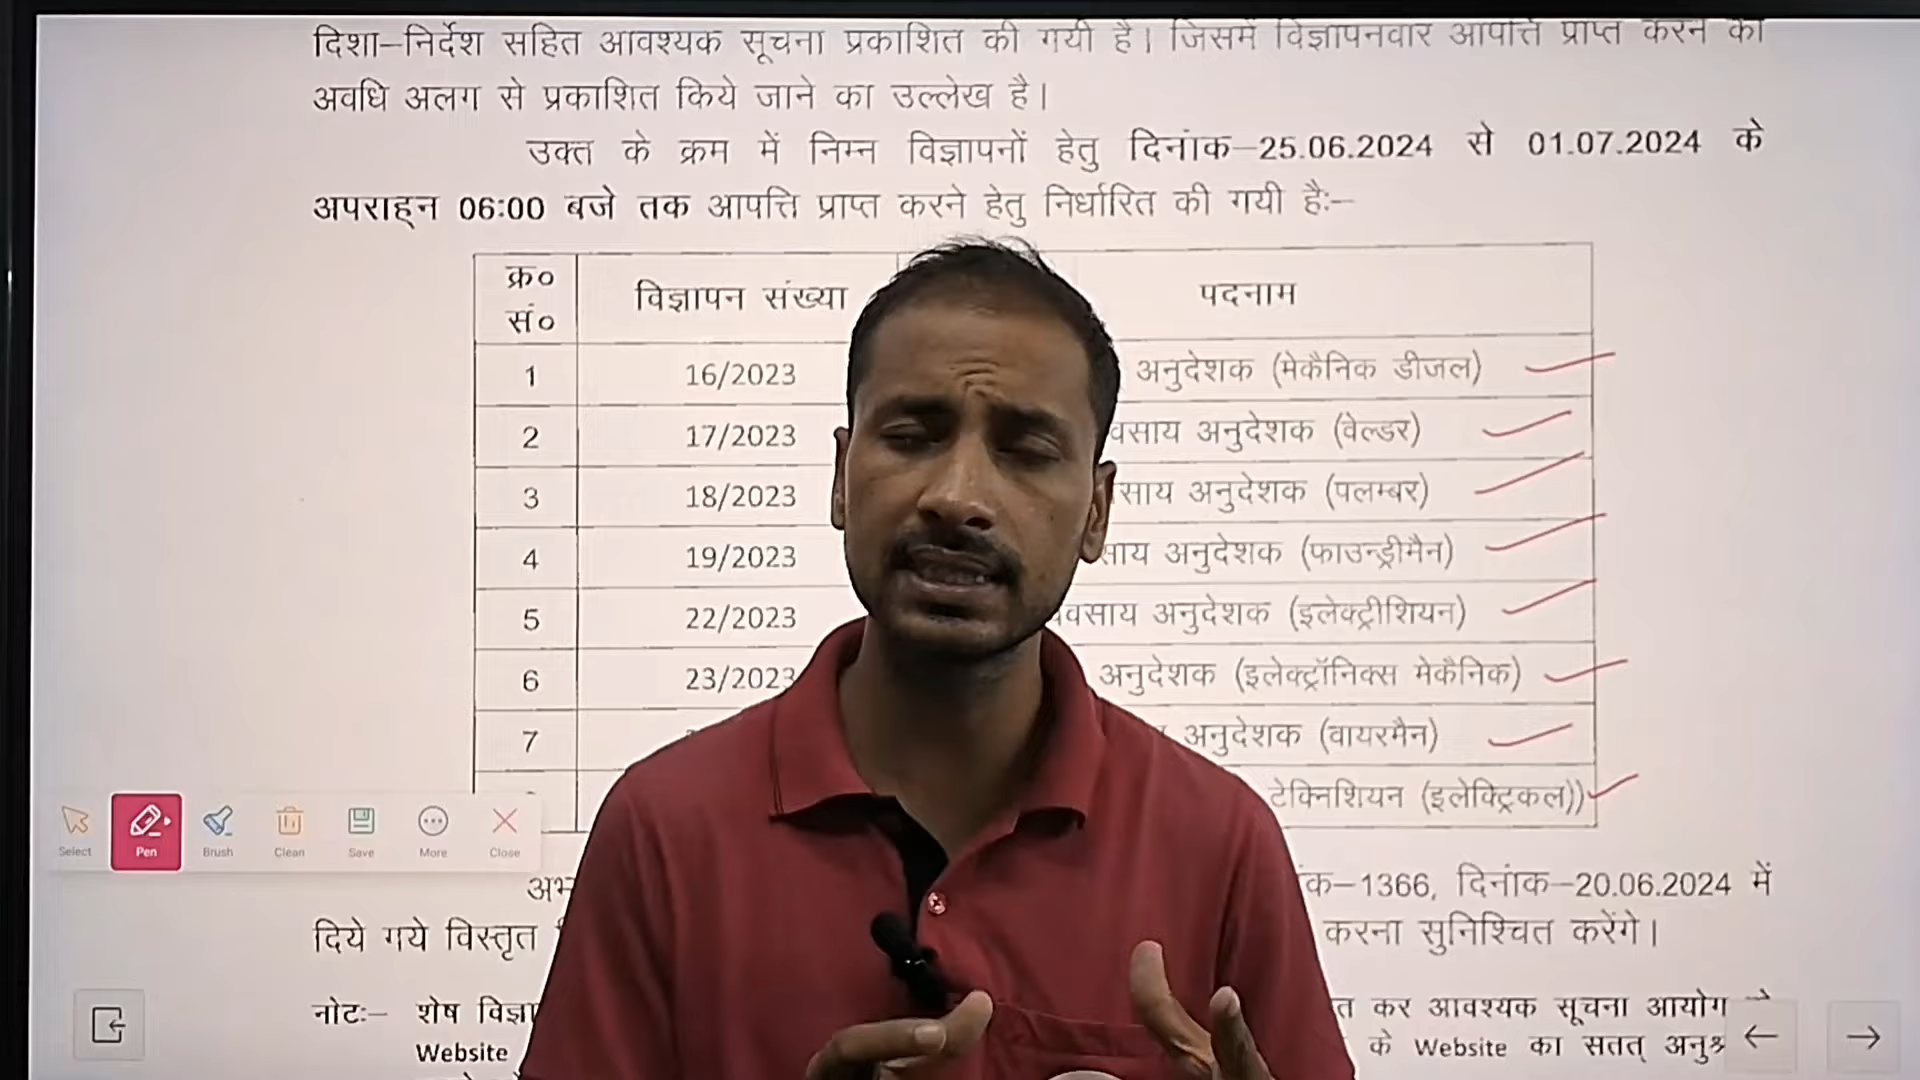 दिशा–निर्देश सहित आवश्यक सूचना प्रकाशित की गयी है। जिसमें विज्ञापनवार आपत्ति प्राप्त करने की
अवधि अलग से प्रकाशित किये जाने का उल्लेख है।
उक्त के क्रम में निम्न विज्ञापनों हेतु दिनांक–25.06.2024 से 01.07.2024 के
अपराह्न 06:00 बजे तक आपत्ति प्राप्त करने हेतु निर्धारित की गयी हैः–
क्र० सं० विज्ञापन संख्या पदनाम
1 16/2023 अनुदेशक (मेकैनिक डीजल)
2 17/2023 अनुदेशक (वेल्डर)
3 18/2023 अनुदेशक (पलम्बर)
4 19/2023 अनुदेशक (फाउन्ड्रीमैन)
5 22/2023 अनुदेशक (इलेक्ट्रीशियन)
6 23/2023 अनुदेशक (इलेक्ट्रॉनिक्स मेकैनिक)
7 अनुदेशक (वायरमैन)
टेक्निशियन (इलेक्ट्रिकल))
Select Pen Brush Clean Save More Close
–1366, दिनांक–20.06.2024 में
दिये गये विस्तृत करना सुनिश्चित करेंगे।
नोटः– शेष कर आवश्यक सूचना आयोग
Website के Website का सतत्